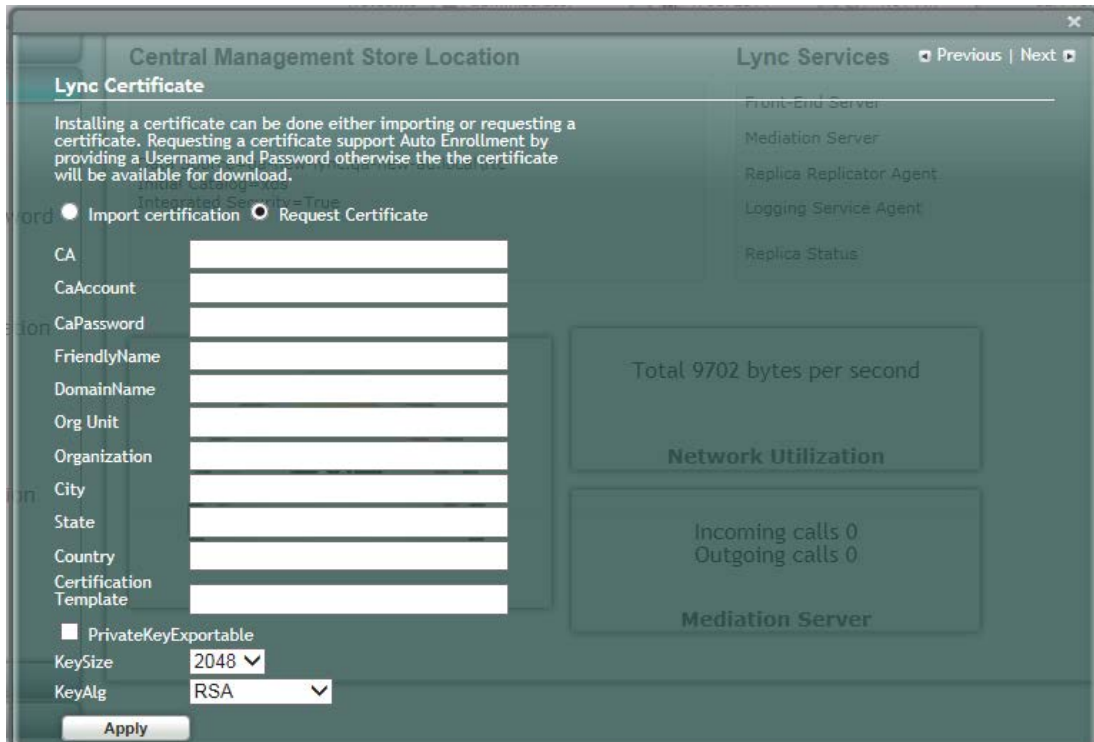 Central Management Store Location
Lync Services
Previous | Next
Lync Certificate
Front-End Server
Installing a certificate can be done either importing or requesting a
certificate. Requesting a certificate support Auto Enrollment by
providing a Username and Password otherwise the the certificate
will be available for download.
Mediation Server
Initial Catalog=xds
Replica Replicator Agent
Integrated Security=True
Logging Service Agent
Import certification Request Certificate
Replica Status
CA
CaAccount
CaPassword
FriendlyName
Total 9702 bytes per second
DomainName
Org Unit
Organization
Network Utilization
City
State
Incoming calls 0
Outgoing calls 0
Country
Certification
Template
Mediation Server
PrivateKeyExportable
KeySize 2048
KeyAlg RSA
Apply